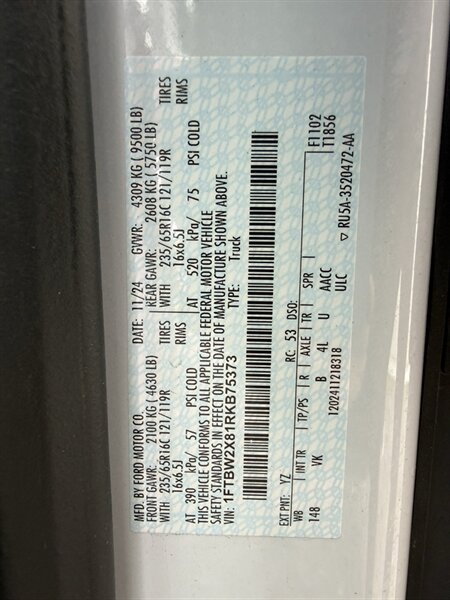 MFD. BY FORD MOTOR CO.
DATE: 11/24 GVWR: 4309 KG ( 9500 LB)
FRONT GAWR: 2100 KG ( 4630 LB) REAR GAWR: 2608 KG ( 5750 LB)
WITH 235/65R16C 121/119R TIRES WITH 235/65R16C 121/119R TIRES
16x6.5J RIMS 16x6.5J RIMS
AT 390 kPa/ 57 PSI COLD AT 520 kPa/ 75 PSI COLD
THIS VEHICLE CONFORMS TO ALL APPLICABLE FEDERAL MOTOR VEHICLE
SAFETY STANDARDS IN EFFECT ON THE DATE OF MANUFACTURE SHOWN ABOVE.
VIN: 1FTBW2X81RKB75373 TYPE: Truck
EXT PNT: YZ RC: 53 DSO: F1102
WB INT TR TP/PS R AXLE TR SPR T1856
148 VK B 4L U AACC
ULC
1202411218318 RU5A-3520472-AA